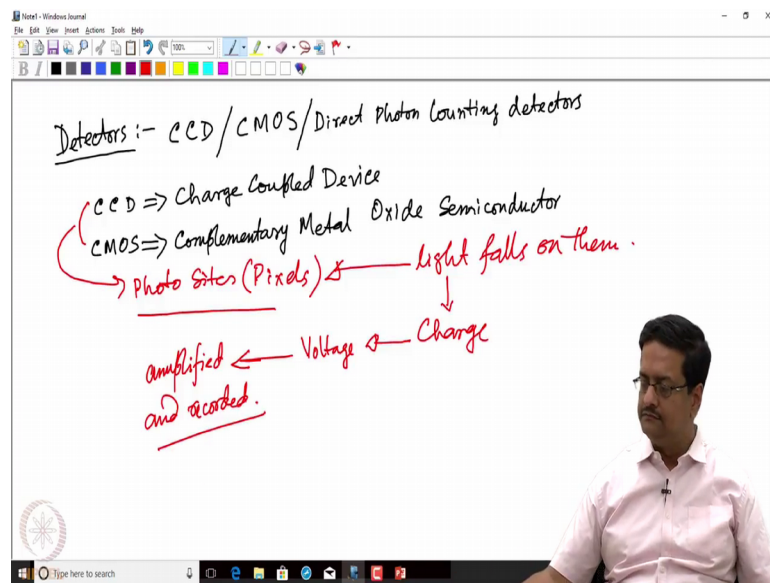 Note1 - Windows Journal
File Edit View Insert Actions Tools Help
100%
B I
Detectors :- CCD/CMOS/Direct Photon Counting detectors
CCD => Charge Coupled Device
CMOS => Complementary Metal Oxide Semiconductor
Photo Sites (Pixels) light falls on them.
amplified Voltage Charge
and recorded.
Type here to search